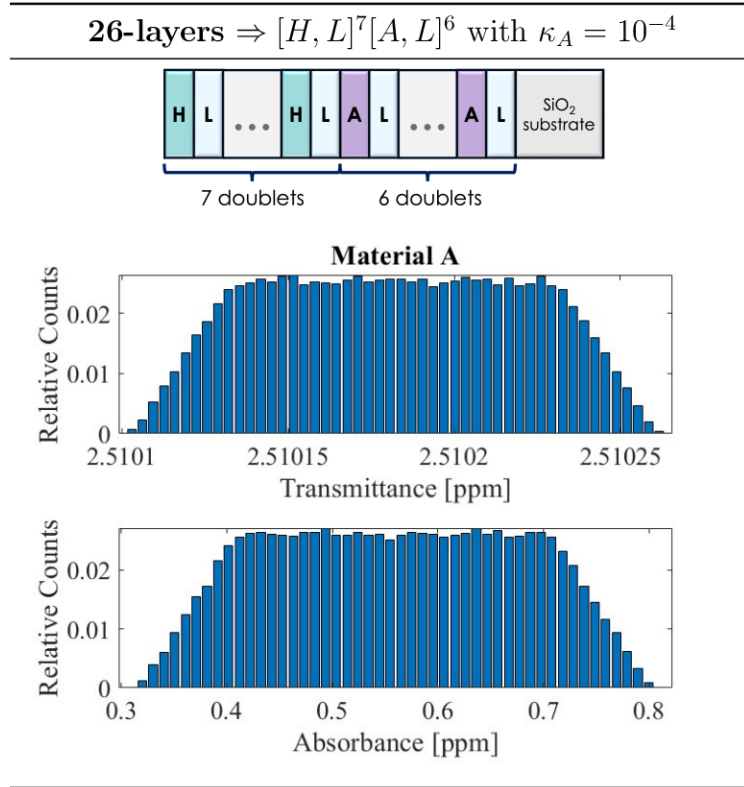 26-layers ⇒ [H, L]⁷[A, L]⁶ with κ_A = 10⁻⁴
H L ••• H L A L ••• A L SiO₂ substrate
7 doublets 6 doublets
Material A
Relative Counts
0.02
0.01
0
2.5101 2.51015 2.5102 2.51025
Transmittance [ppm]
Relative Counts
0.02
0.01
0
0.3 0.4 0.5 0.6 0.7 0.8
Absorbance [ppm]